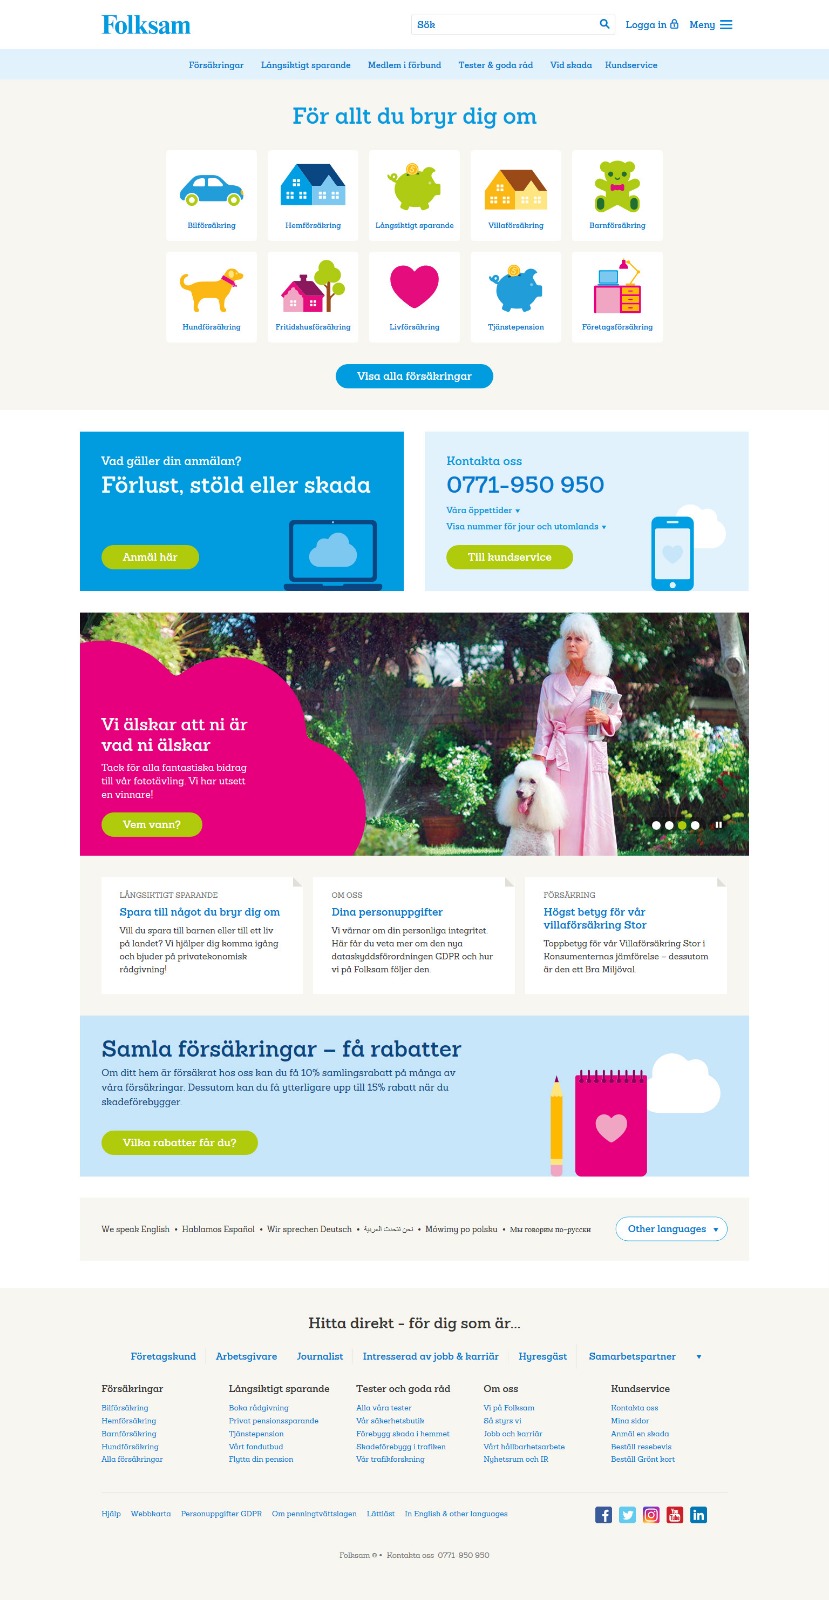 Folksam
Sök
Logga in
Meny
Försäkringar
Långsiktigt sparande
Medlem i förbund
Tester & goda råd
Vid skada
Kundservice
För allt du bryr dig om
Bilförsäkring
Hemförsäkring
Långsiktigt sparande
Villaförsäkring
Barnförsäkring
Hundförsäkring
Fritidshusförsäkring
Livförsäkring
Tjänstepension
Företagsförsäkring
Visa alla försäkringar
Vad gäller din anmälan?
Förlust, stöld eller skada
Anmäl här
Kontakta oss
0771-950 950
Våra öppettider
Visa nummer för jour och utomlands
Till kundservice
Vi älskar att ni är
vad ni älskar
Tack för alla fantastiska bidrag
till vår fototävling. Vi har utsett
en vinnare!
Vem vann?
LÅNGSIKTIGT SPARANDE
Spara till något du bryr dig om
Vill du spara till barnen eller till ett liv
på landet? Vi hjälper dig komma igång
och bjuder på privatekonomisk
rådgivning!
OM OSS
Dina personuppgifter
Vi värnar om din personliga integritet.
Här får du veta mer om den nya
dataskyddsförordningen GDPR och hur
vi på Folksam följer den.
FÖRSÄKRING
Högst betyg för vår
villaförsäkring Stor
Toppbetyg för vår Villaförsäkring Stor i
Konsumenternas jämförelse – dessutom
är den ett Bra Miljöval.
Samla försäkringar – få rabatter
Om ditt hem är försäkrat hos oss kan du få 10% samlingsrabatt på många av
våra försäkringar. Dessutom kan du få ytterligare upp till 15% rabatt när du
skadeförebygger.
Vilka rabatter får du?
We speak English • Hablamos Español • Wir sprechen Deutsch • نحن نتحدث العربية • Mówimy po polsku • Мы говорим по-русски
Other languages
Hitta direkt - för dig som är...
Företagskund
Arbetsgivare
Journalist
Intresserad av jobb & karriär
Hyresgäst
Samarbetspartner
Försäkringar
Bilförsäkring
Hemförsäkring
Barnförsäkring
Hundförsäkring
Alla försäkringar
Långsiktigt sparande
Boka rådgivning
Privat pensionssparande
Tjänstepension
Vårt fondutbud
Flytta din pension
Tester och goda råd
Alla våra tester
Vår säkerhetsbutik
Förebygg skada i hemmet
Skadeförebygg i trafiken
Vår trafikforskning
Om oss
Vi på Folksam
Så styrs vi
Jobb och karriär
Vårt hållbarhetsarbete
Nyhetsrum och IR
Kundservice
Kontakta oss
Mina sidor
Anmäl en skada
Beställ resebevis
Beställ Grönt kort
Hjälp
Webbkarta
Personuppgifter GDPR
Om penningtvättslagen
Lättläst
In English & other languages
Folksam © • Kontakta oss 0771-950 950